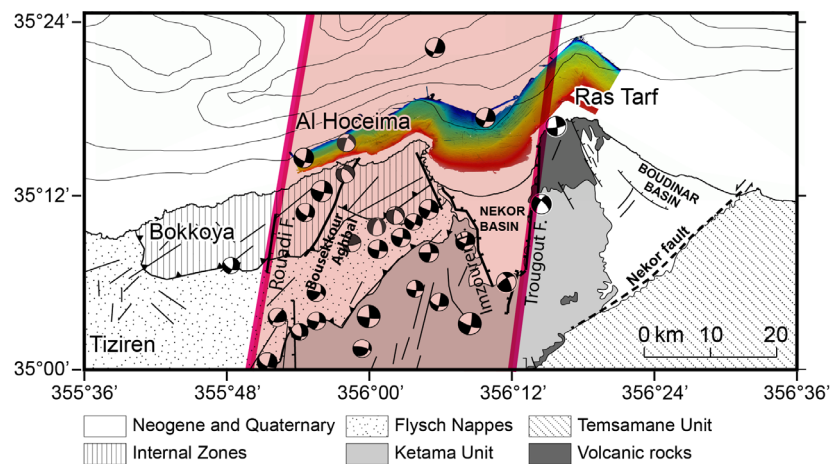 35°24'
Ras Tarf
Al Hoceima
35°12'
BOUDINAR
BASIN
Bokkoya
NEKOR
BASIN
Rouadi F.
Bousekkour
Aghbal
Imzouren
Trougout F.
Nekor fault
Tiziren
0 km 10 20
35°00'
355°36' 355°48' 356°00' 356°12' 356°24' 356°36'
Neogene and Quaternary Flysch Nappes Temsamane Unit
Internal Zones Ketama Unit Volcanic rocks